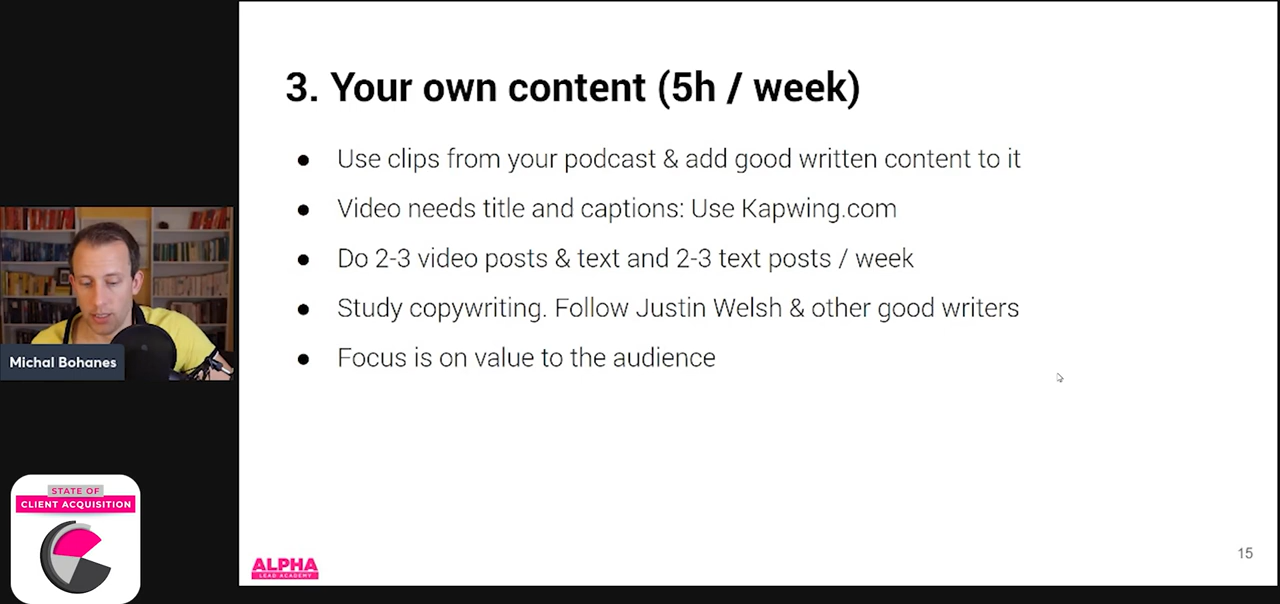 3. Your own content (5h / week)
● Use clips from your podcast & add good written content to it
● Video needs title and captions: Use Kapwing.com
● Do 2-3 video posts & text and 2-3 text posts / week
● Study copywriting. Follow Justin Welsh & other good writers
● Focus is on value to the audience
Michal Bohanes
STATE OF
CLIENT ACQUISITION
ALPHA
LEAD ACADEMY
15